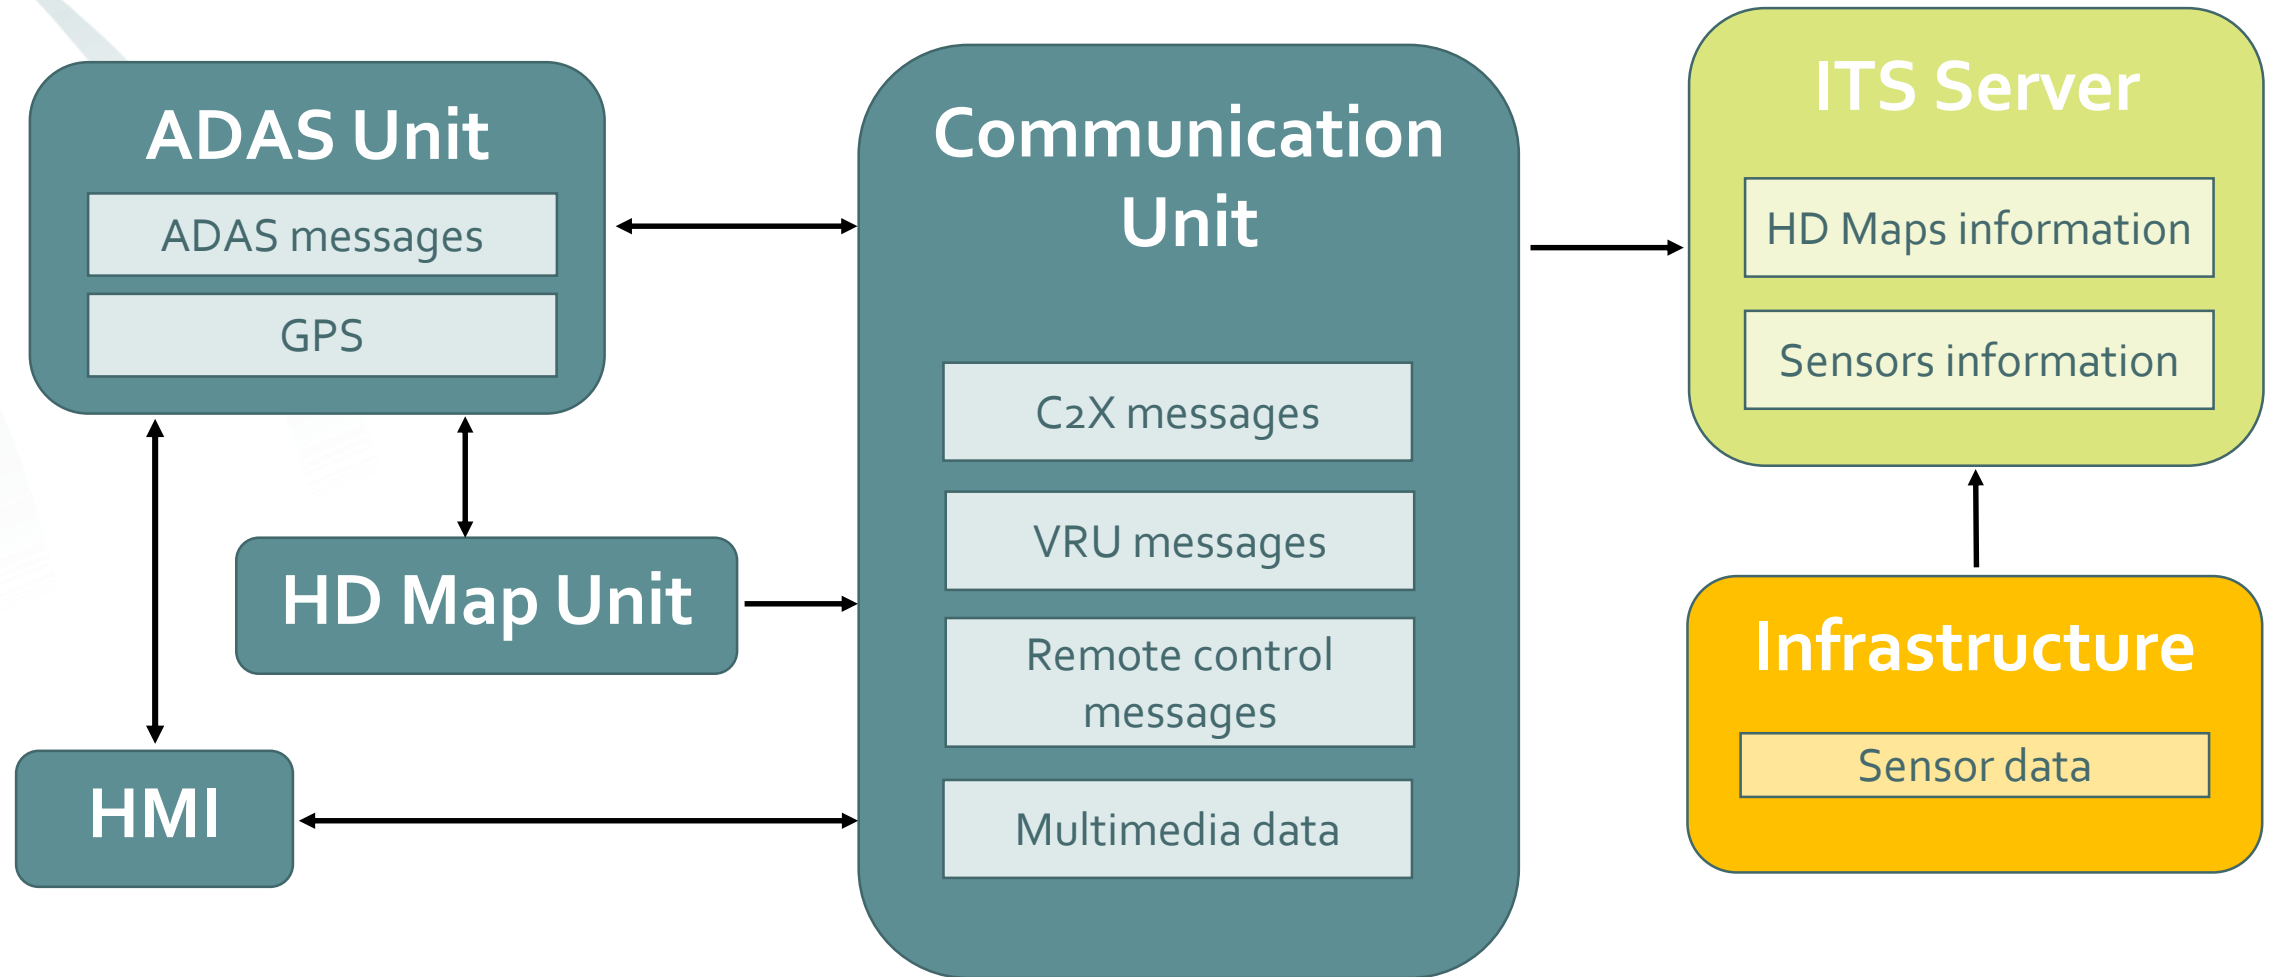 ADAS Unit
ADAS messages
GPS
HD Map Unit
HMI
Communication
Unit
C2X messages
VRU messages
Remote control
messages
Multimedia data
ITS Server
HD Maps information
Sensors information
Infrastructure
Sensor data